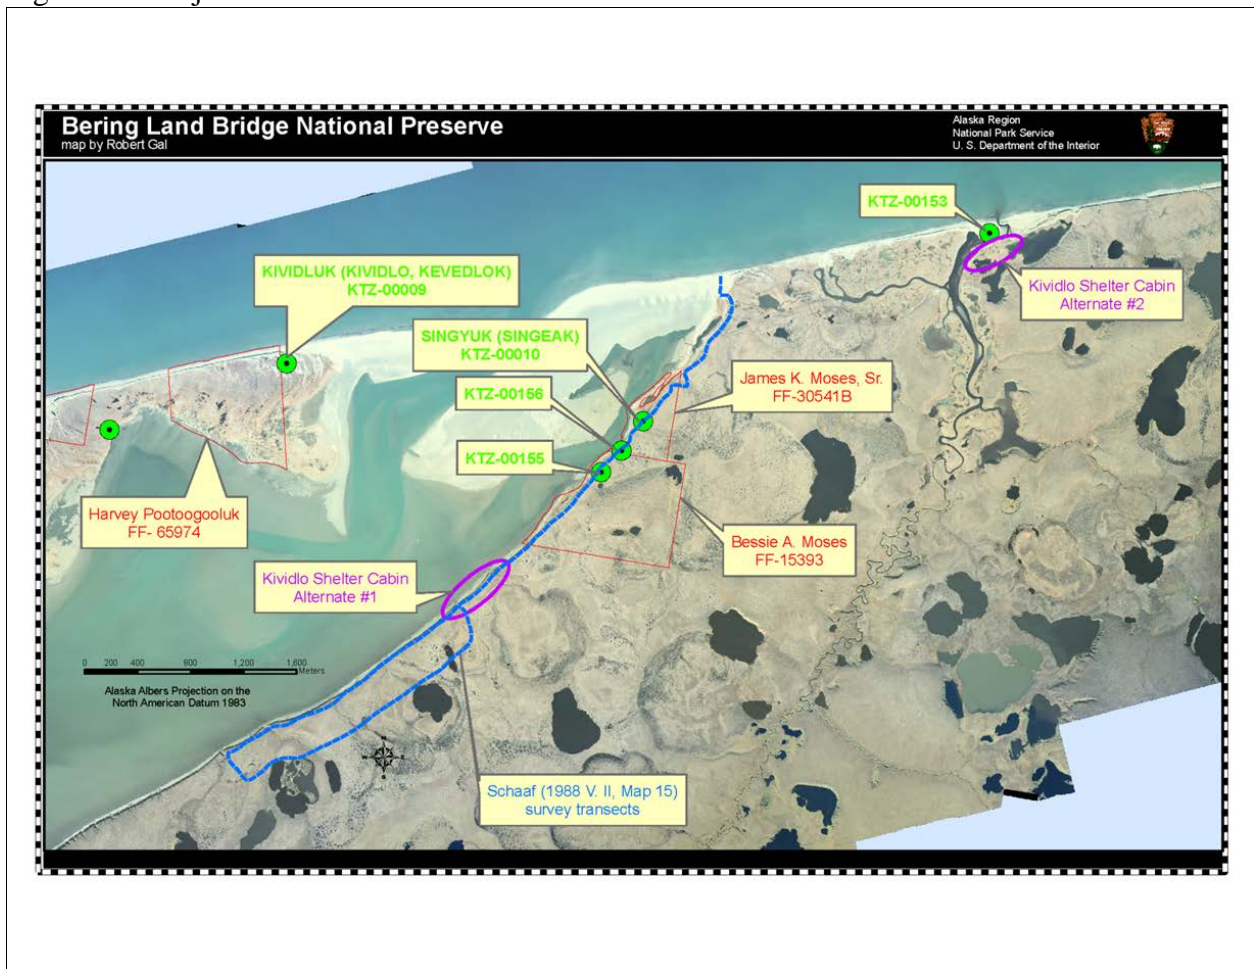 Bering Land Bridge National Preserve
map by Robert Gal
Alaska Region
National Park Service
U. S. Department of the Interior
KTZ-00153
KIVIDLUK (KIVIDLO, KEVEDLOK)
KTZ-00009
Kividlo Shelter Cabin
Alternate #2
SINGYUK (SINGEAK)
KTZ-00010
James K. Moses, Sr.
FF-30541B
KTZ-00156
KTZ-00155
Harvey Pootoogooluk
FF- 65974
Bessie A. Moses
FF-15393
Kividlo Shelter Cabin
Alternate #1
0 200 400 800 1,200 1,600
Meters
Alaska Albers Projection on the
North American Datum 1983
N
W E
S
Schaaf (1988 V. II, Map 15)
survey transects